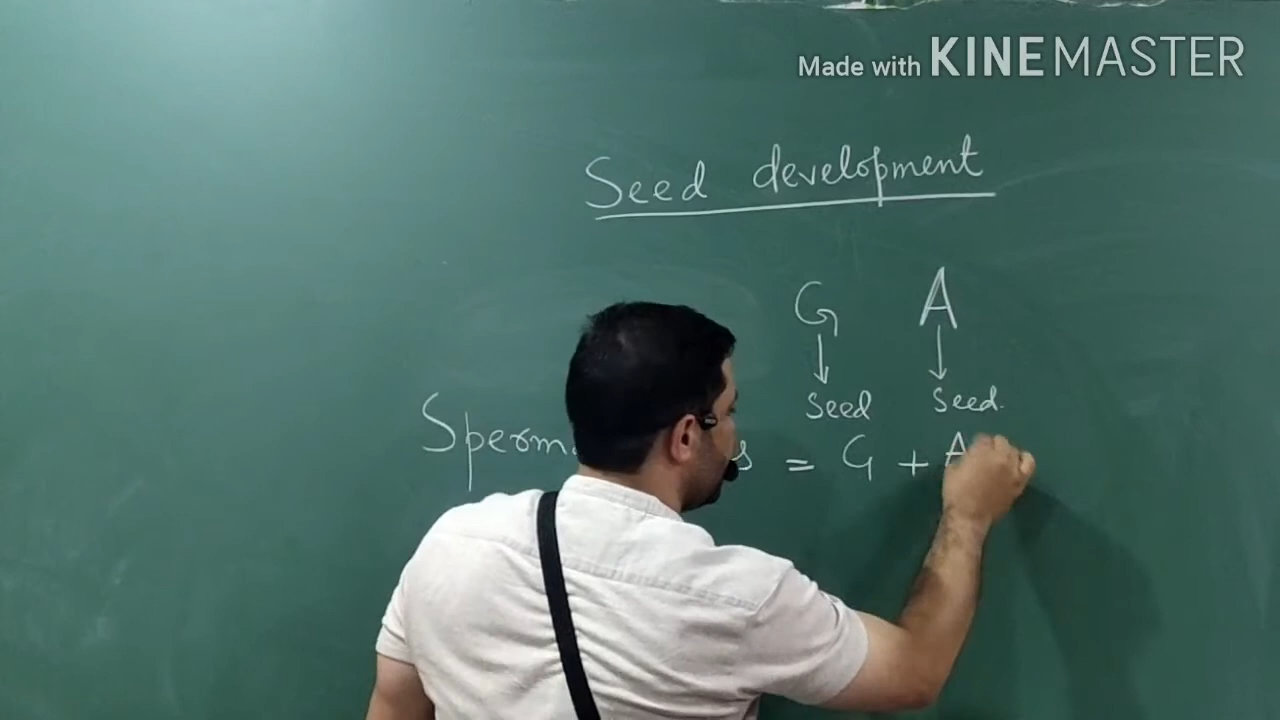 Made with KINEMASTER
Seed development
G A
↓ ↓
Seed Seed.
= G + A